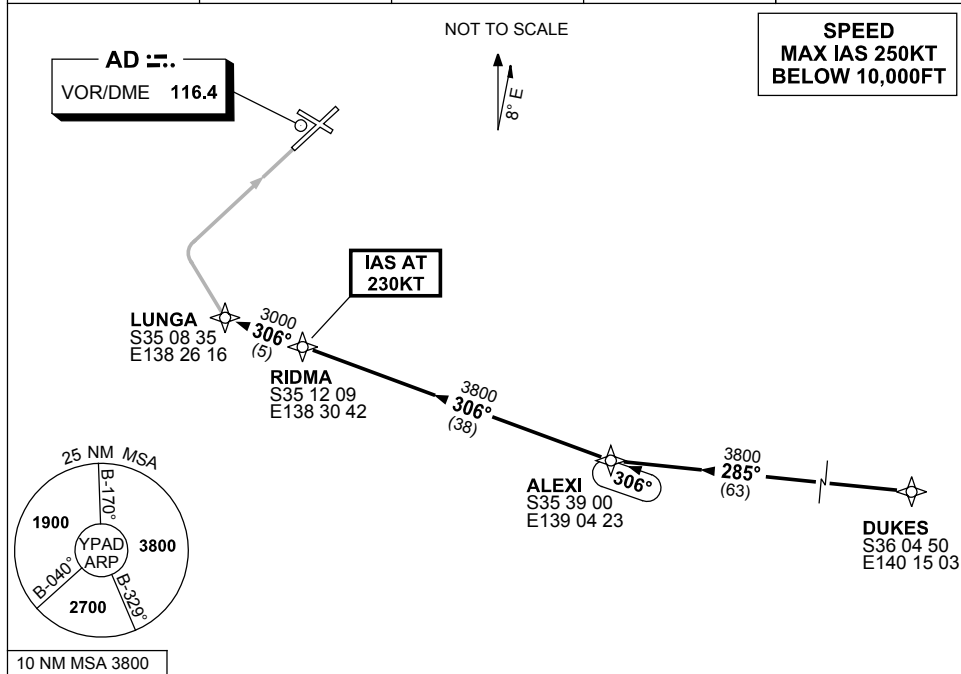 NOT TO SCALE
SPEED
MAX IAS 250KT
BELOW 10,000FT
AD
VOR/DME 116.4
8° E
IAS AT
230KT
LUNGA
S35 08 35
E138 26 16
3000
306°
(5)
RIDMA
S35 12 09
E138 30 42
3800
306°
(38)
ALEXI
S35 39 00
E139 04 23
306°
3800
285°
(63)
DUKES
S36 04 50
E140 15 03
25 NM MSA
B-170°
1900
YPAD
ARP
3800
B-040°
B-329°
2700
10 NM MSA 3800